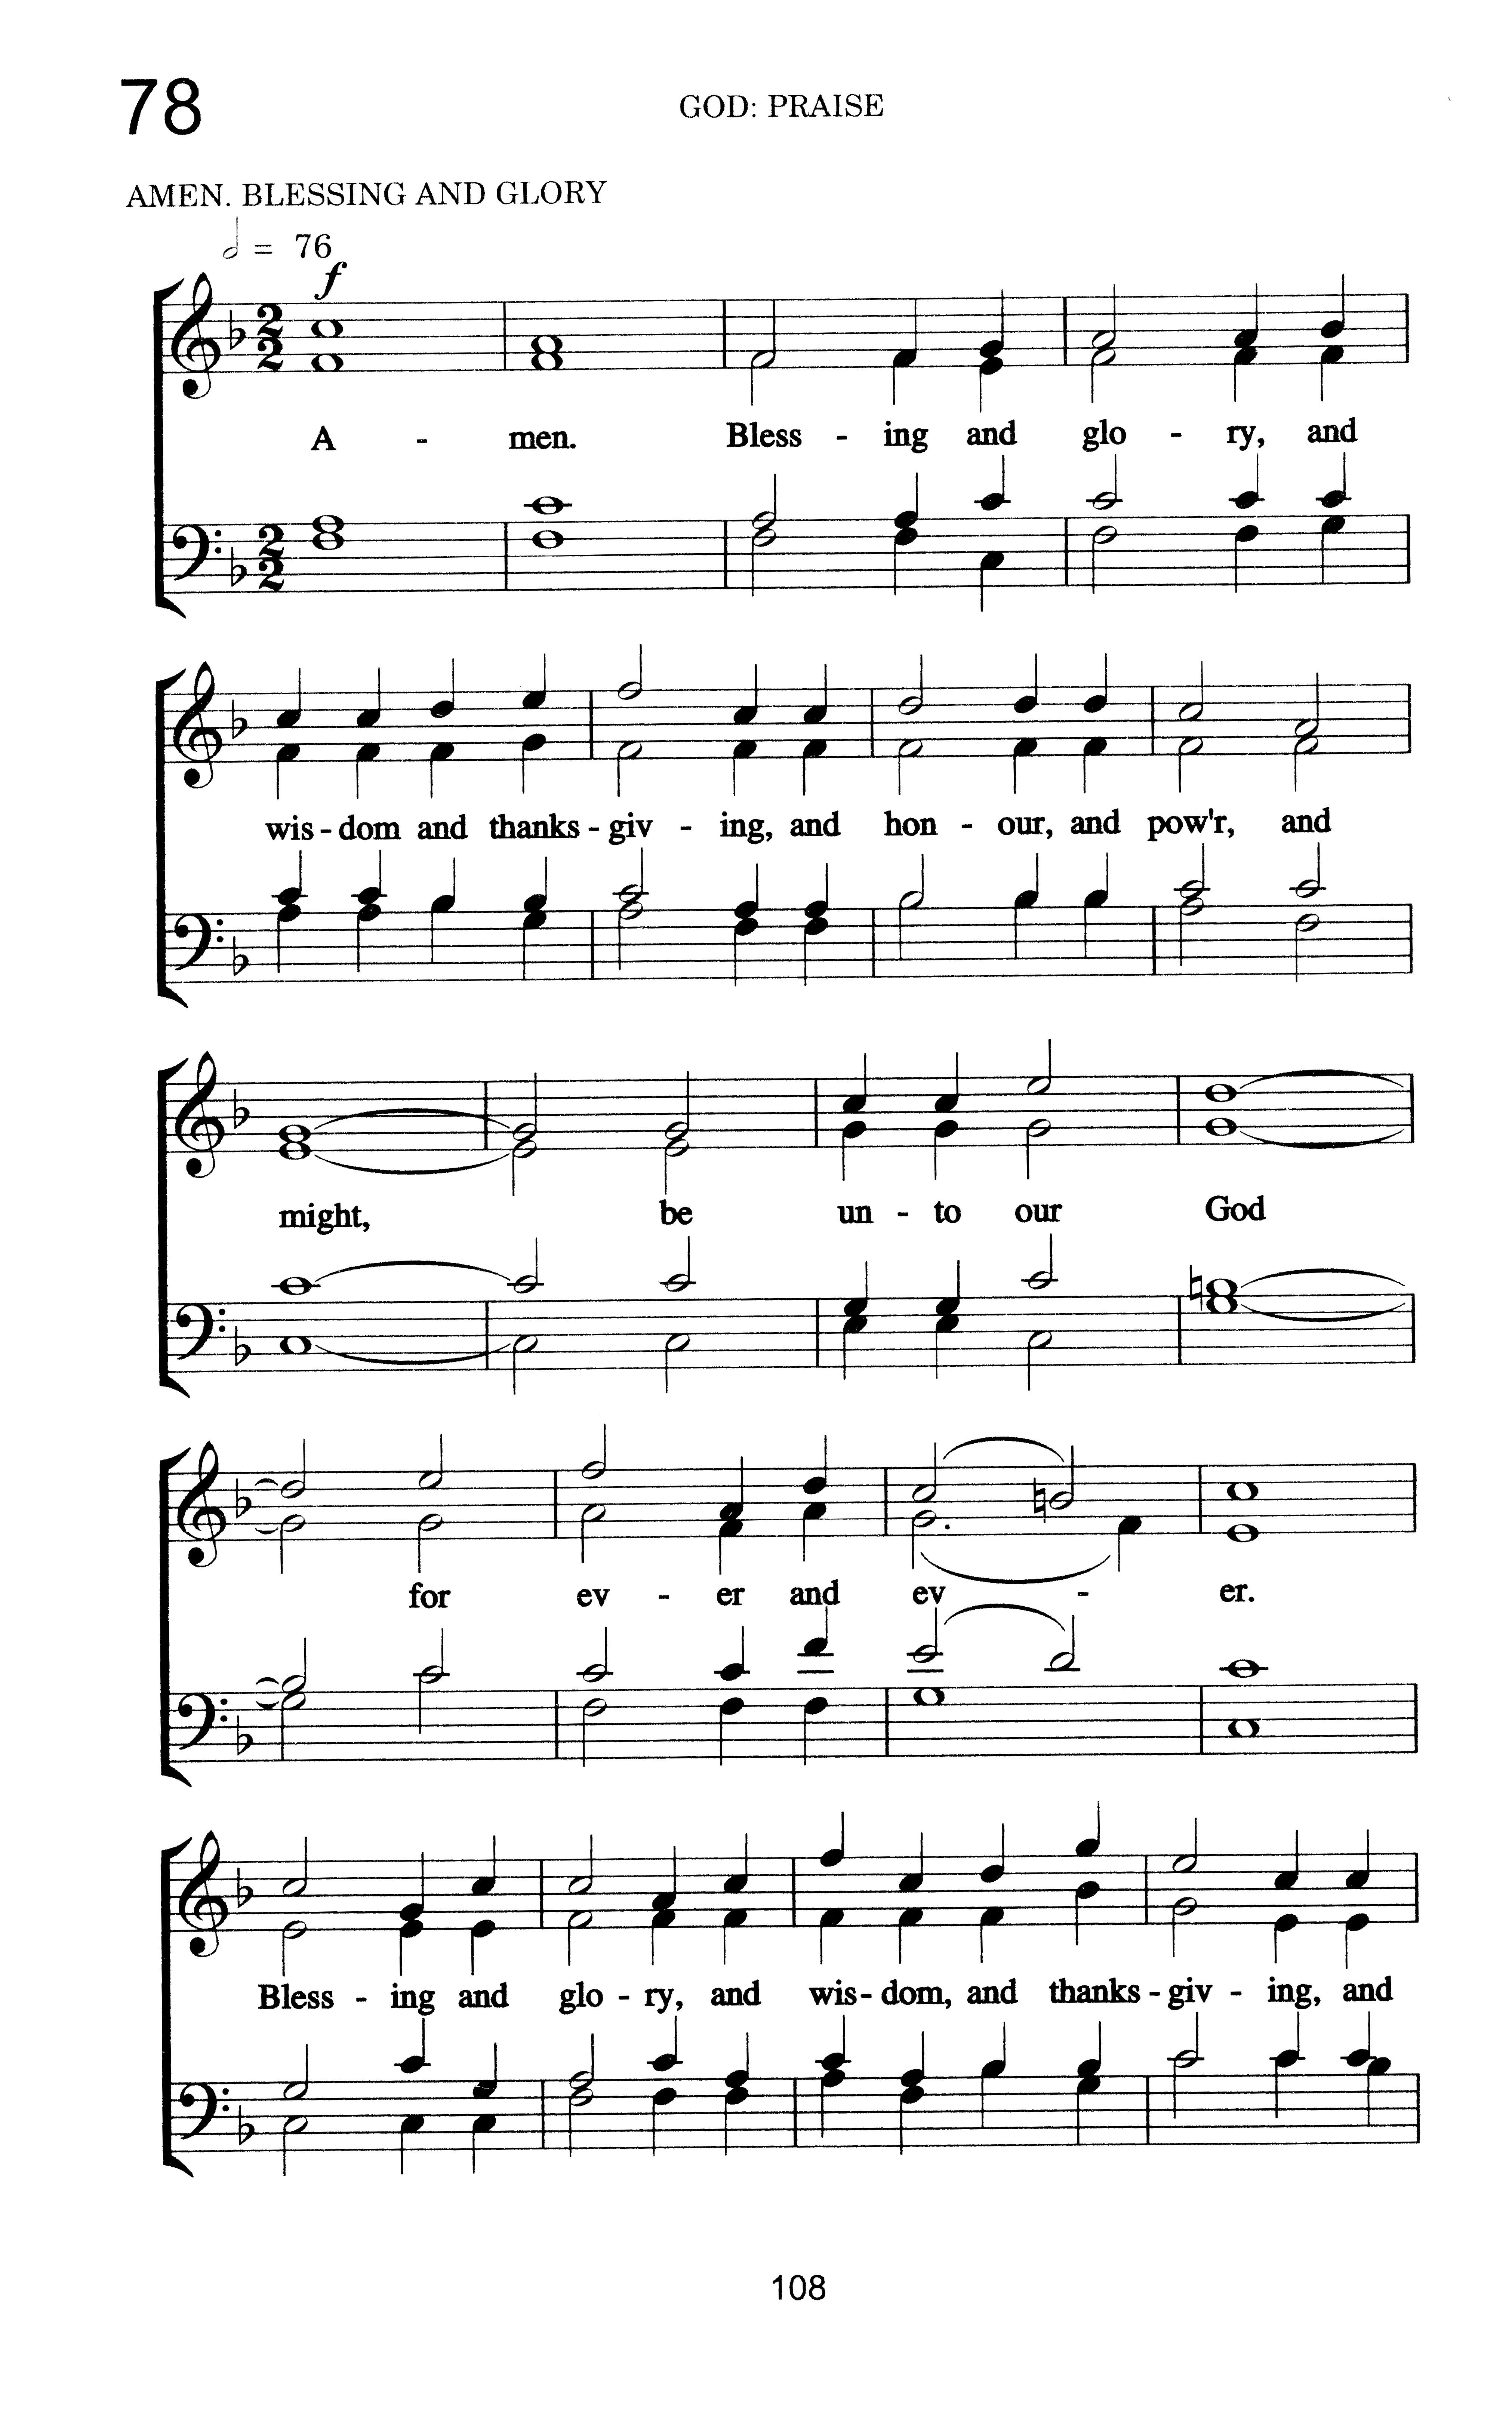 78
GOD: PRAISE
AMEN. BLESSING AND GLORY
= 76
f
A - men. Bless - ing and glo - ry, and
wis - dom and thanks - giv - ing, and hon - our, and pow'r, and
might, be un - to our God
for ev - er and ev - er.
Bless - ing and glo - ry, and wis - dom, and thanks - giv - ing, and
108